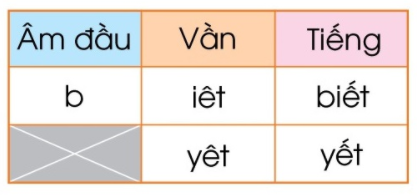 Âm đầu Vần Tiếng
b iêt biết
yêt yết